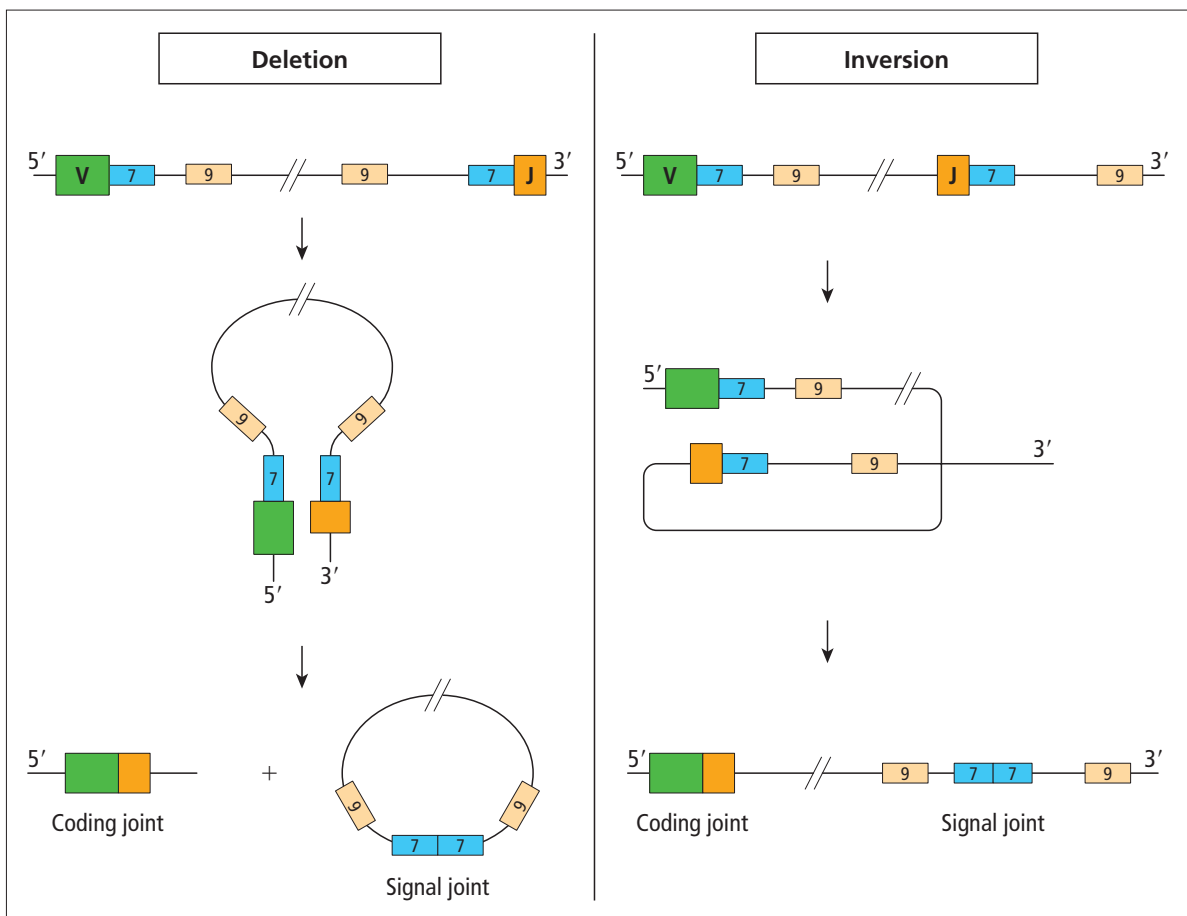 Deletion
5′ V 7 9 9 7 J 3′
9 9
7 7
5′ 3′
5′ + 9 9
7 7
Coding joint
Signal joint
Inversion
5′ V 7 9 J 7 9 3′
5′ 7 9
7 9 3′
5′ 9 7 7 9 3′
Coding joint Signal joint